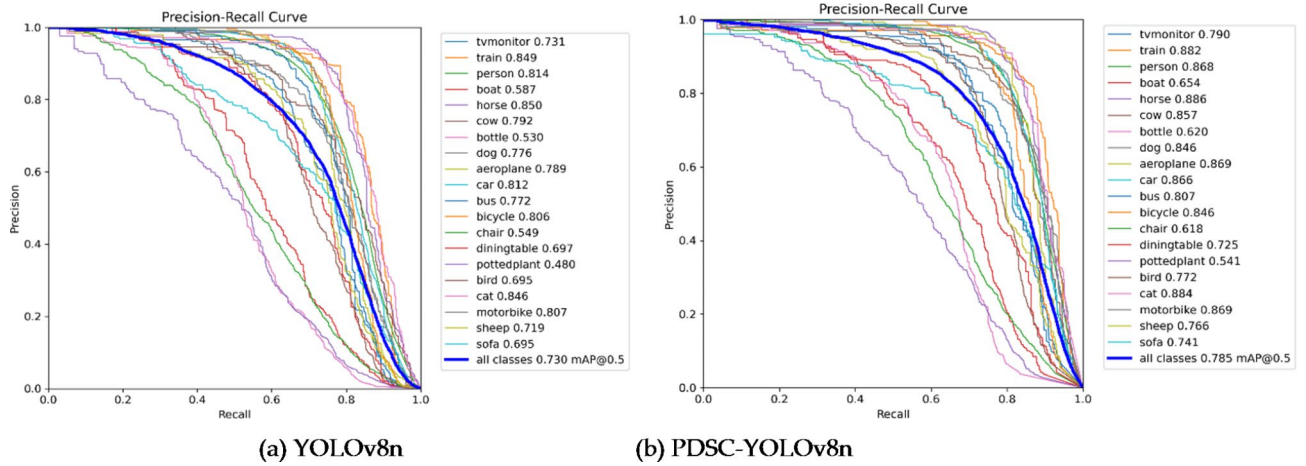 Precision-Recall Curve
1.0
0.8
0.6
0.4
0.2
0.0
Precision
0.0 0.2 0.4 0.6 0.8 1.0
Recall
tvmonitor 0.731
train 0.849
person 0.814
boat 0.587
horse 0.850
cow 0.792
bottle 0.530
dog 0.776
aeroplane 0.789
car 0.812
bus 0.772
bicycle 0.806
chair 0.549
diningtable 0.697
pottedplant 0.480
bird 0.695
cat 0.846
motorbike 0.807
sheep 0.719
sofa 0.695
all classes 0.730 mAP@0.5
(a) YOLOv8n
Precision-Recall Curve
1.0
0.8
0.6
0.4
0.2
0.0
Precision
0.0 0.2 0.4 0.6 0.8 1.0
Recall
tvmonitor 0.790
train 0.882
person 0.868
boat 0.654
horse 0.886
cow 0.857
bottle 0.620
dog 0.846
aeroplane 0.869
car 0.866
bus 0.807
bicycle 0.846
chair 0.618
diningtable 0.725
pottedplant 0.541
bird 0.772
cat 0.884
motorbike 0.869
sheep 0.766
sofa 0.741
all classes 0.785 mAP@0.5
(b) PDSC-YOLOv8n